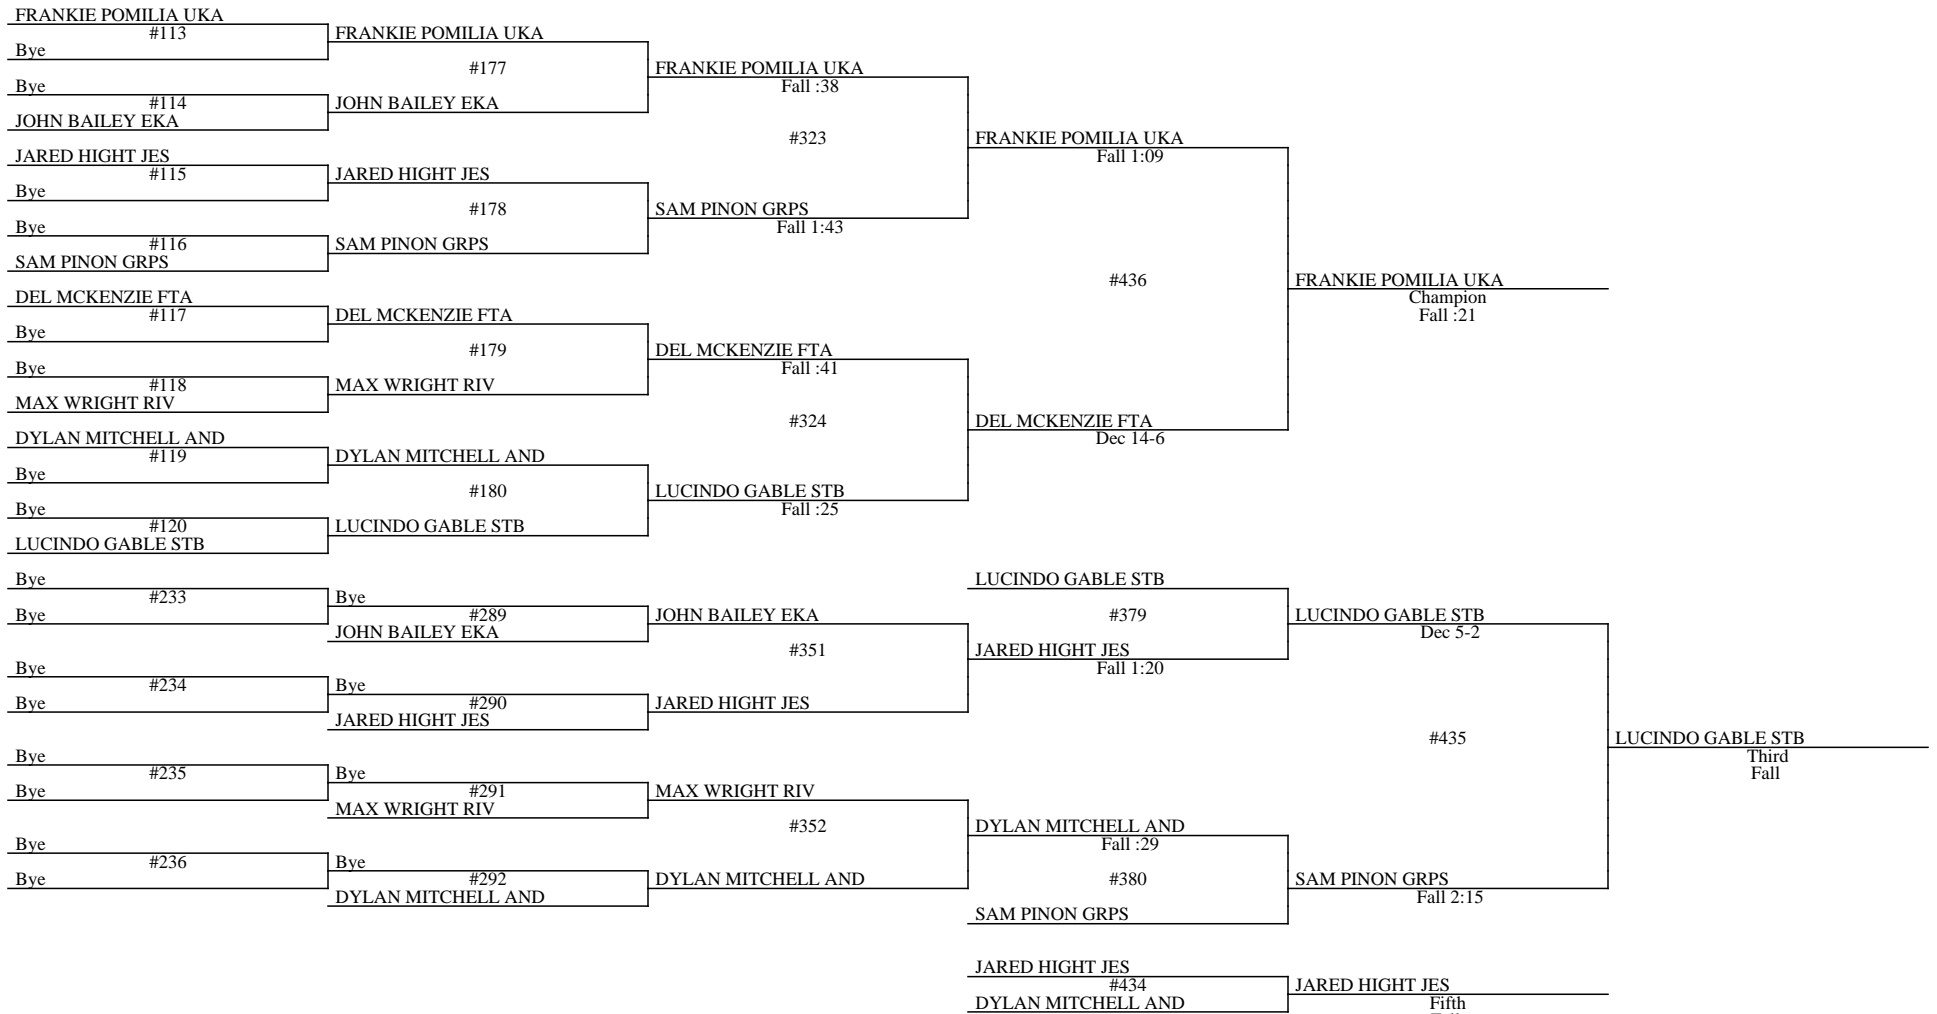 FRANKIE POMILIA UKA
#113
Bye
Bye
#114
JOHN BAILEY EKA
JARED HIGHT JES
#115
Bye
Bye
#116
SAM PINON GRPS
DEL MCKENZIE FTA
#117
Bye
Bye
#118
MAX WRIGHT RIV
DYLAN MITCHELL AND
#119
Bye
Bye
#120
LUCINDO GABLE STB
FRANKIE POMILIA UKA
#177
JOHN BAILEY EKA
JARED HIGHT JES
#178
SAM PINON GRPS
DEL MCKENZIE FTA
#179
MAX WRIGHT RIV
DYLAN MITCHELL AND
#180
LUCINDO GABLE STB
FRANKIE POMILIA UKA
Fall :38
#323
SAM PINON GRPS
Fall 1:43
DEL MCKENZIE FTA
Fall :41
#324
LUCINDO GABLE STB
Fall :25
FRANKIE POMILIA UKA
Fall 1:09
#436
DEL MCKENZIE FTA
Dec 14-6
FRANKIE POMILIA UKA
Champion
Fall :21
Bye
#233
Bye
Bye
#234
Bye
Bye
#235
Bye
Bye
#236
Bye
Bye
#289
JOHN BAILEY EKA
Bye
#290
JARED HIGHT JES
Bye
#291
MAX WRIGHT RIV
Bye
#292
DYLAN MITCHELL AND
JOHN BAILEY EKA
#351
JARED HIGHT JES
MAX WRIGHT RIV
#352
DYLAN MITCHELL AND
LUCINDO GABLE STB
#379
JARED HIGHT JES
Fall 1:20
DYLAN MITCHELL AND
Fall :29
#380
SAM PINON GRPS
LUCINDO GABLE STB
Dec 5-2
#435
SAM PINON GRPS
Fall 2:15
LUCINDO GABLE STB
Third
Fall
JARED HIGHT JES
#434
DYLAN MITCHELL AND
JARED HIGHT JES
Fifth